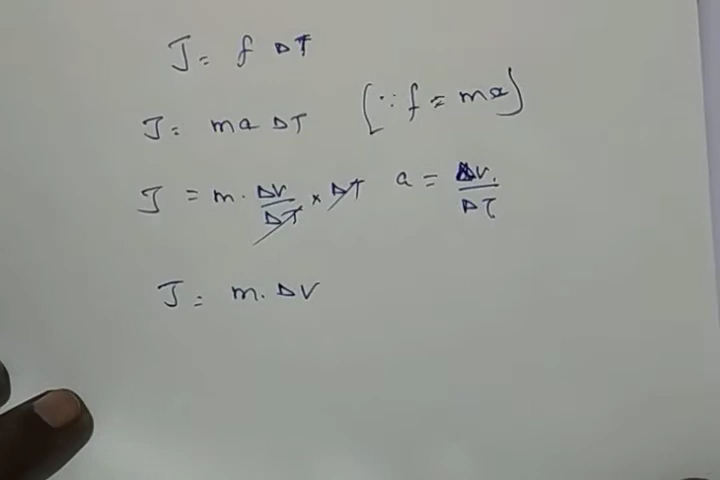 J = f ΔT
J = ma ΔT [∵ f = ma]
J = m · ΔV/ΔT × ΔT a = ΔV/ΔT
J = m. ΔV